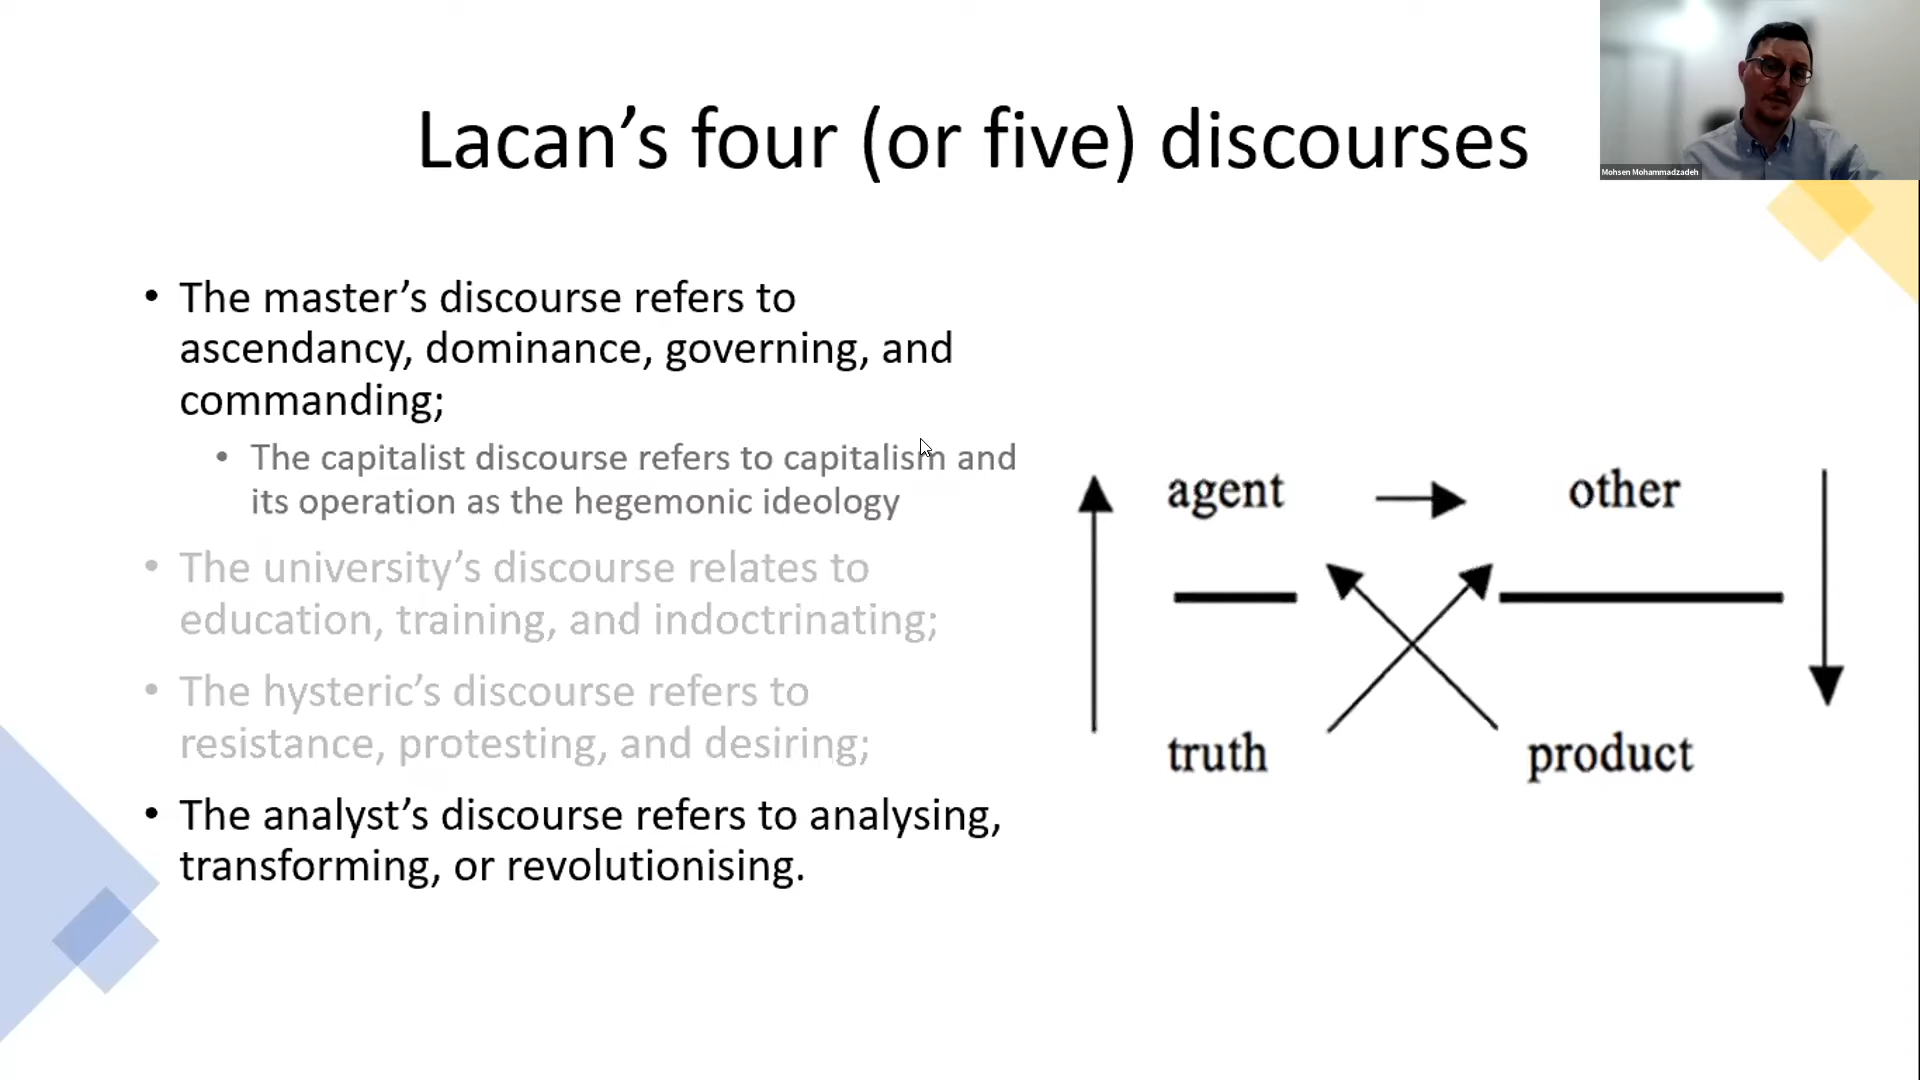 Lacan’s four (or five) discourses
Mohsen Mohammadzadeh
• The master’s discourse refers to
ascendancy, dominance, governing, and
commanding;
• The capitalist discourse refers to capitalism and
its operation as the hegemonic ideology
• The university’s discourse relates to
education, training, and indoctrinating;
• The hysteric’s discourse refers to
resistance, protesting, and desiring;
• The analyst’s discourse refers to analysing,
transforming, or revolutionising.
agent other
truth product